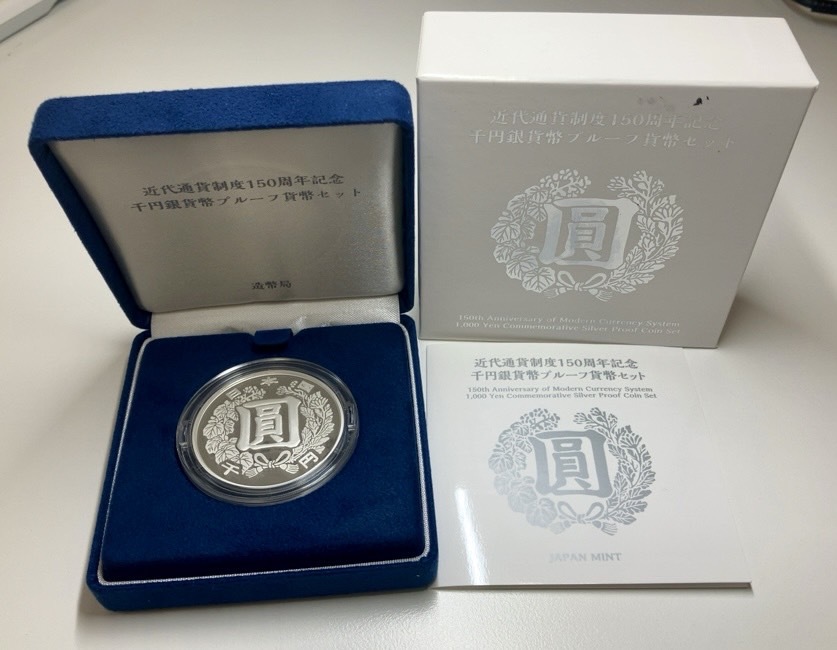 近代通貨制度150周年記念
千円銀貨幣プルーフ貨幣セット
造幣局
日本国
圓
千円
近代通貨制度150周年記念
千円銀貨幣プルーフ貨幣セット
圓
150th Anniversary of Modern Currency System
1,000 Yen Commemorative Silver Proof Coin Set
近代通貨制度150周年記念
千円銀貨幣プルーフ貨幣セット
150th Anniversary of Modern Currency System
1,000 Yen Commemorative Silver Proof Coin Set
圓
JAPAN MINT